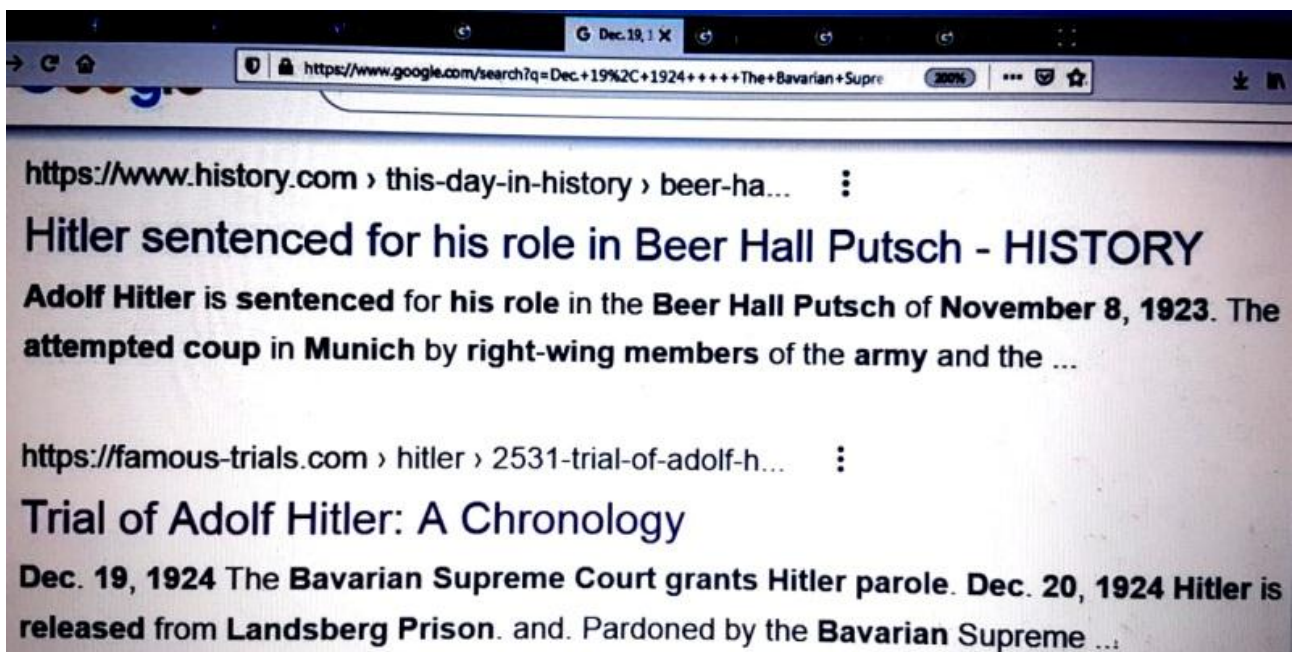 G Dec. 19, 1
https://www.google.com/search?q=Dec.+19%2C+1924+++++The+Bavarian+Supre 200%
https://www.history.com › this-day-in-history › beer-ha...
Hitler sentenced for his role in Beer Hall Putsch - HISTORY
Adolf Hitler is sentenced for his role in the Beer Hall Putsch of November 8, 1923. The
attempted coup in Munich by right-wing members of the army and the ...
https://famous-trials.com › hitler › 2531-trial-of-adolf-h...
Trial of Adolf Hitler: A Chronology
Dec. 19, 1924 The Bavarian Supreme Court grants Hitler parole. Dec. 20, 1924 Hitler is
released from Landsberg Prison. and. Pardoned by the Bavarian Supreme ...